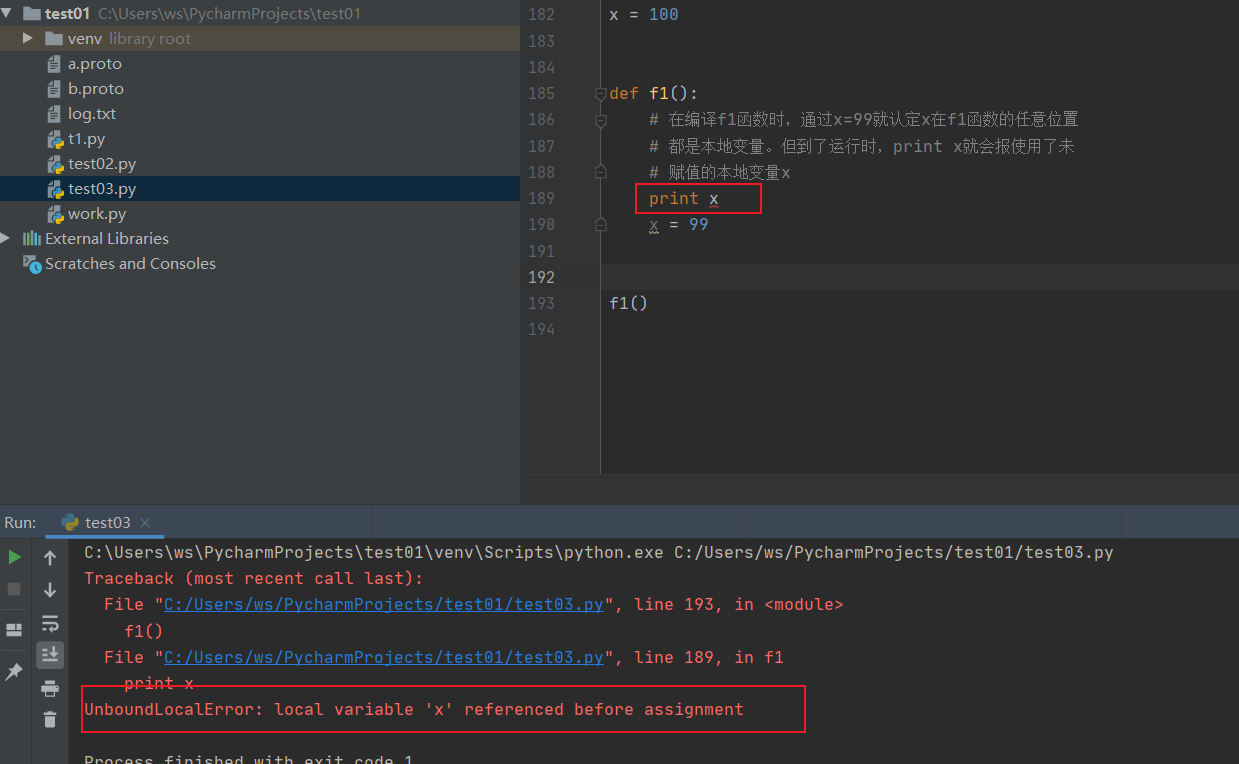 test01 C:\Users\ws\PycharmProjects\test01
venv library root
a.proto
b.proto
log.txt
t1.py
test02.py
test03.py
work.py
External Libraries
Scratches and Consoles
182 x = 100
183
184
185 def f1():
186 # 在编译f1函数时，通过x=99就认定x在f1函数的任意位置
187 # 都是本地变量。但到了运行时，print x就会报使用了未
188 # 赋值的本地变量x
189 print x
190 x = 99
191
192
193 f1()
194
Run: test03
C:\Users\ws\PycharmProjects\test01\venv\Scripts\python.exe C:/Users/ws/PycharmProjects/test01/test03.py
Traceback (most recent call last):
File "C:/Users/ws/PycharmProjects/test01/test03.py", line 193, in <module>
f1()
File "C:/Users/ws/PycharmProjects/test01/test03.py", line 189, in f1
print x
UnboundLocalError: local variable 'x' referenced before assignment
Process finished with exit code 1